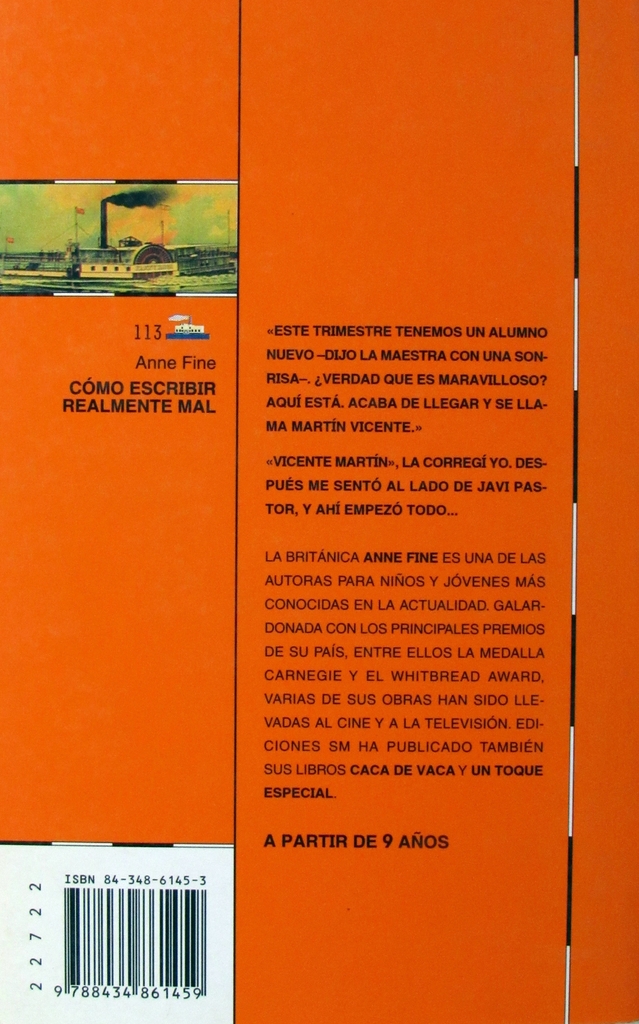 113
Anne Fine
CÓMO ESCRIBIR
REALMENTE MAL
«ESTE TRIMESTRE TENEMOS UN ALUMNO
NUEVO –DIJO LA MAESTRA CON UNA SON-
RISA–. ¿VERDAD QUE ES MARAVILLOSO?
AQUÍ ESTÁ. ACABA DE LLEGAR Y SE LLA-
MA MARTÍN VICENTE.»
«VICENTE MARTÍN», LA CORREGÍ YO. DES-
PUÉS ME SENTÓ AL LADO DE JAVI PAS-
TOR, Y AHÍ EMPEZÓ TODO...
LA BRITÁNICA ANNE FINE ES UNA DE LAS
AUTORAS PARA NIÑOS Y JÓVENES MÁS
CONOCIDAS EN LA ACTUALIDAD. GALAR-
DONADA CON LOS PRINCIPALES PREMIOS
DE SU PAÍS, ENTRE ELLOS LA MEDALLA
CARNEGIE Y EL WHITBREAD AWARD,
VARIAS DE SUS OBRAS HAN SIDO LLE-
VADAS AL CINE Y A LA TELEVISIÓN. EDI-
CIONES SM HA PUBLICADO TAMBIÉN
SUS LIBROS CACA DE VACA Y UN TOQUE
ESPECIAL.
A PARTIR DE 9 AÑOS
ISBN 84-348-6145-3
22722
9 788434 861459